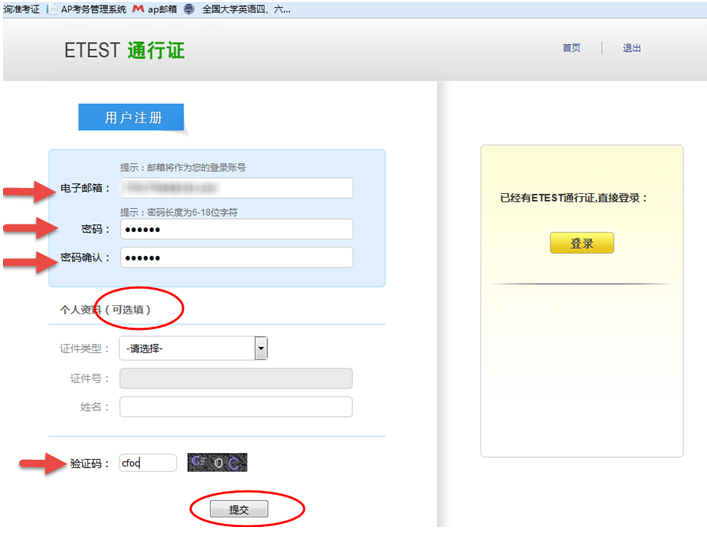 询准考证 AP考务管理系统 ap邮箱 全国大学英语四、六...
ETEST 通行证
首页 | 退出
用户注册
提示：邮箱将作为您的登录账号
电子邮箱：
提示：密码长度为6-18位字符
密码：●●●●●●
密码确认：●●●●●●
个人资料（可选填）
证件类型： -请选择-
证件号：
姓名：
验证码： cfoc CFOC
提交
已经有ETEST通行证,直接登录：
登录